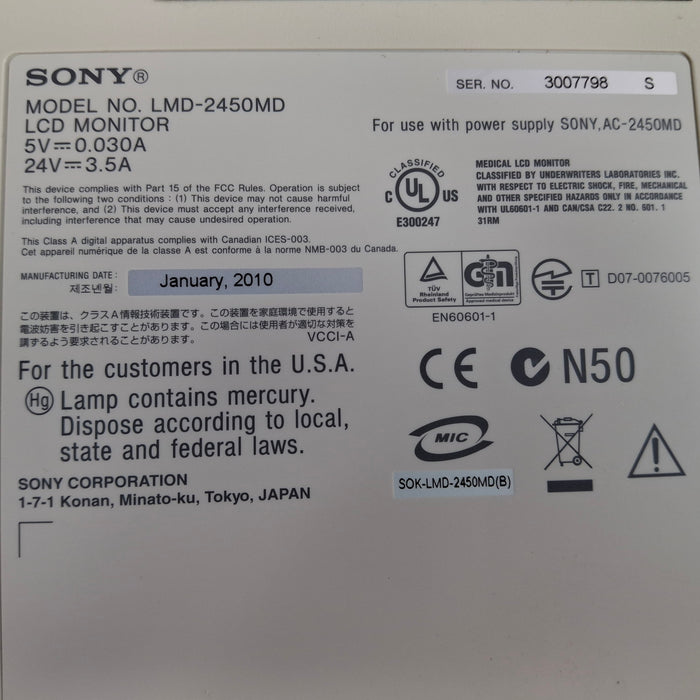 SONY®
SER. NO. 3007798 S
MODEL NO. LMD-2450MD
LCD MONITOR
5V⎓0.030A
24V⎓3.5A
For use with power supply SONY,AC-2450MD
This device complies with Part 15 of the FCC Rules. Operation is subject
to the following two conditions : (1) This device may not cause harmful
interference, and (2) This device must accept any interference received,
including interference that may cause undesired operation.
This Class A digital apparatus complies with Canadian ICES-003.
Cet appareil numérique de la classe A est conforme à la norme NMB-003 du Canada.
CLASSIFIED
C UL US
E300247
MEDICAL LCD MONITOR
CLASSIFIED BY UNDERWRITERS LABORATORIES INC.
WITH RESPECT TO ELECTRIC SHOCK, FIRE, MECHANICAL
AND OTHER SPECIFIED HAZARDS ONLY IN ACCORDANCE
WITH UL60601-1 AND CAN/CSA C22. 2 NO. 601. 1
31RM
MANUFACTURING DATE :
제조년월 :
January, 2010
TÜV
Rheinland
Product Safety
geprüftes Medizinprodukt
Approved medical device
EN60601-1
T D07-0076005
この装置は、クラスA情報技術装置です。この装置を家庭環境で使用すると
電波妨害を引き起こすことがあります。この場合には使用者が適切な対策を
講ずるよう要求されることがあります。 VCCI-A
For the customers in the U.S.A.
Hg Lamp contains mercury.
Dispose according to local,
state and federal laws.
CE N50
MIC
SOK-LMD-2450MD(B)
SONY CORPORATION
1-7-1 Konan, Minato-ku, Tokyo, JAPAN